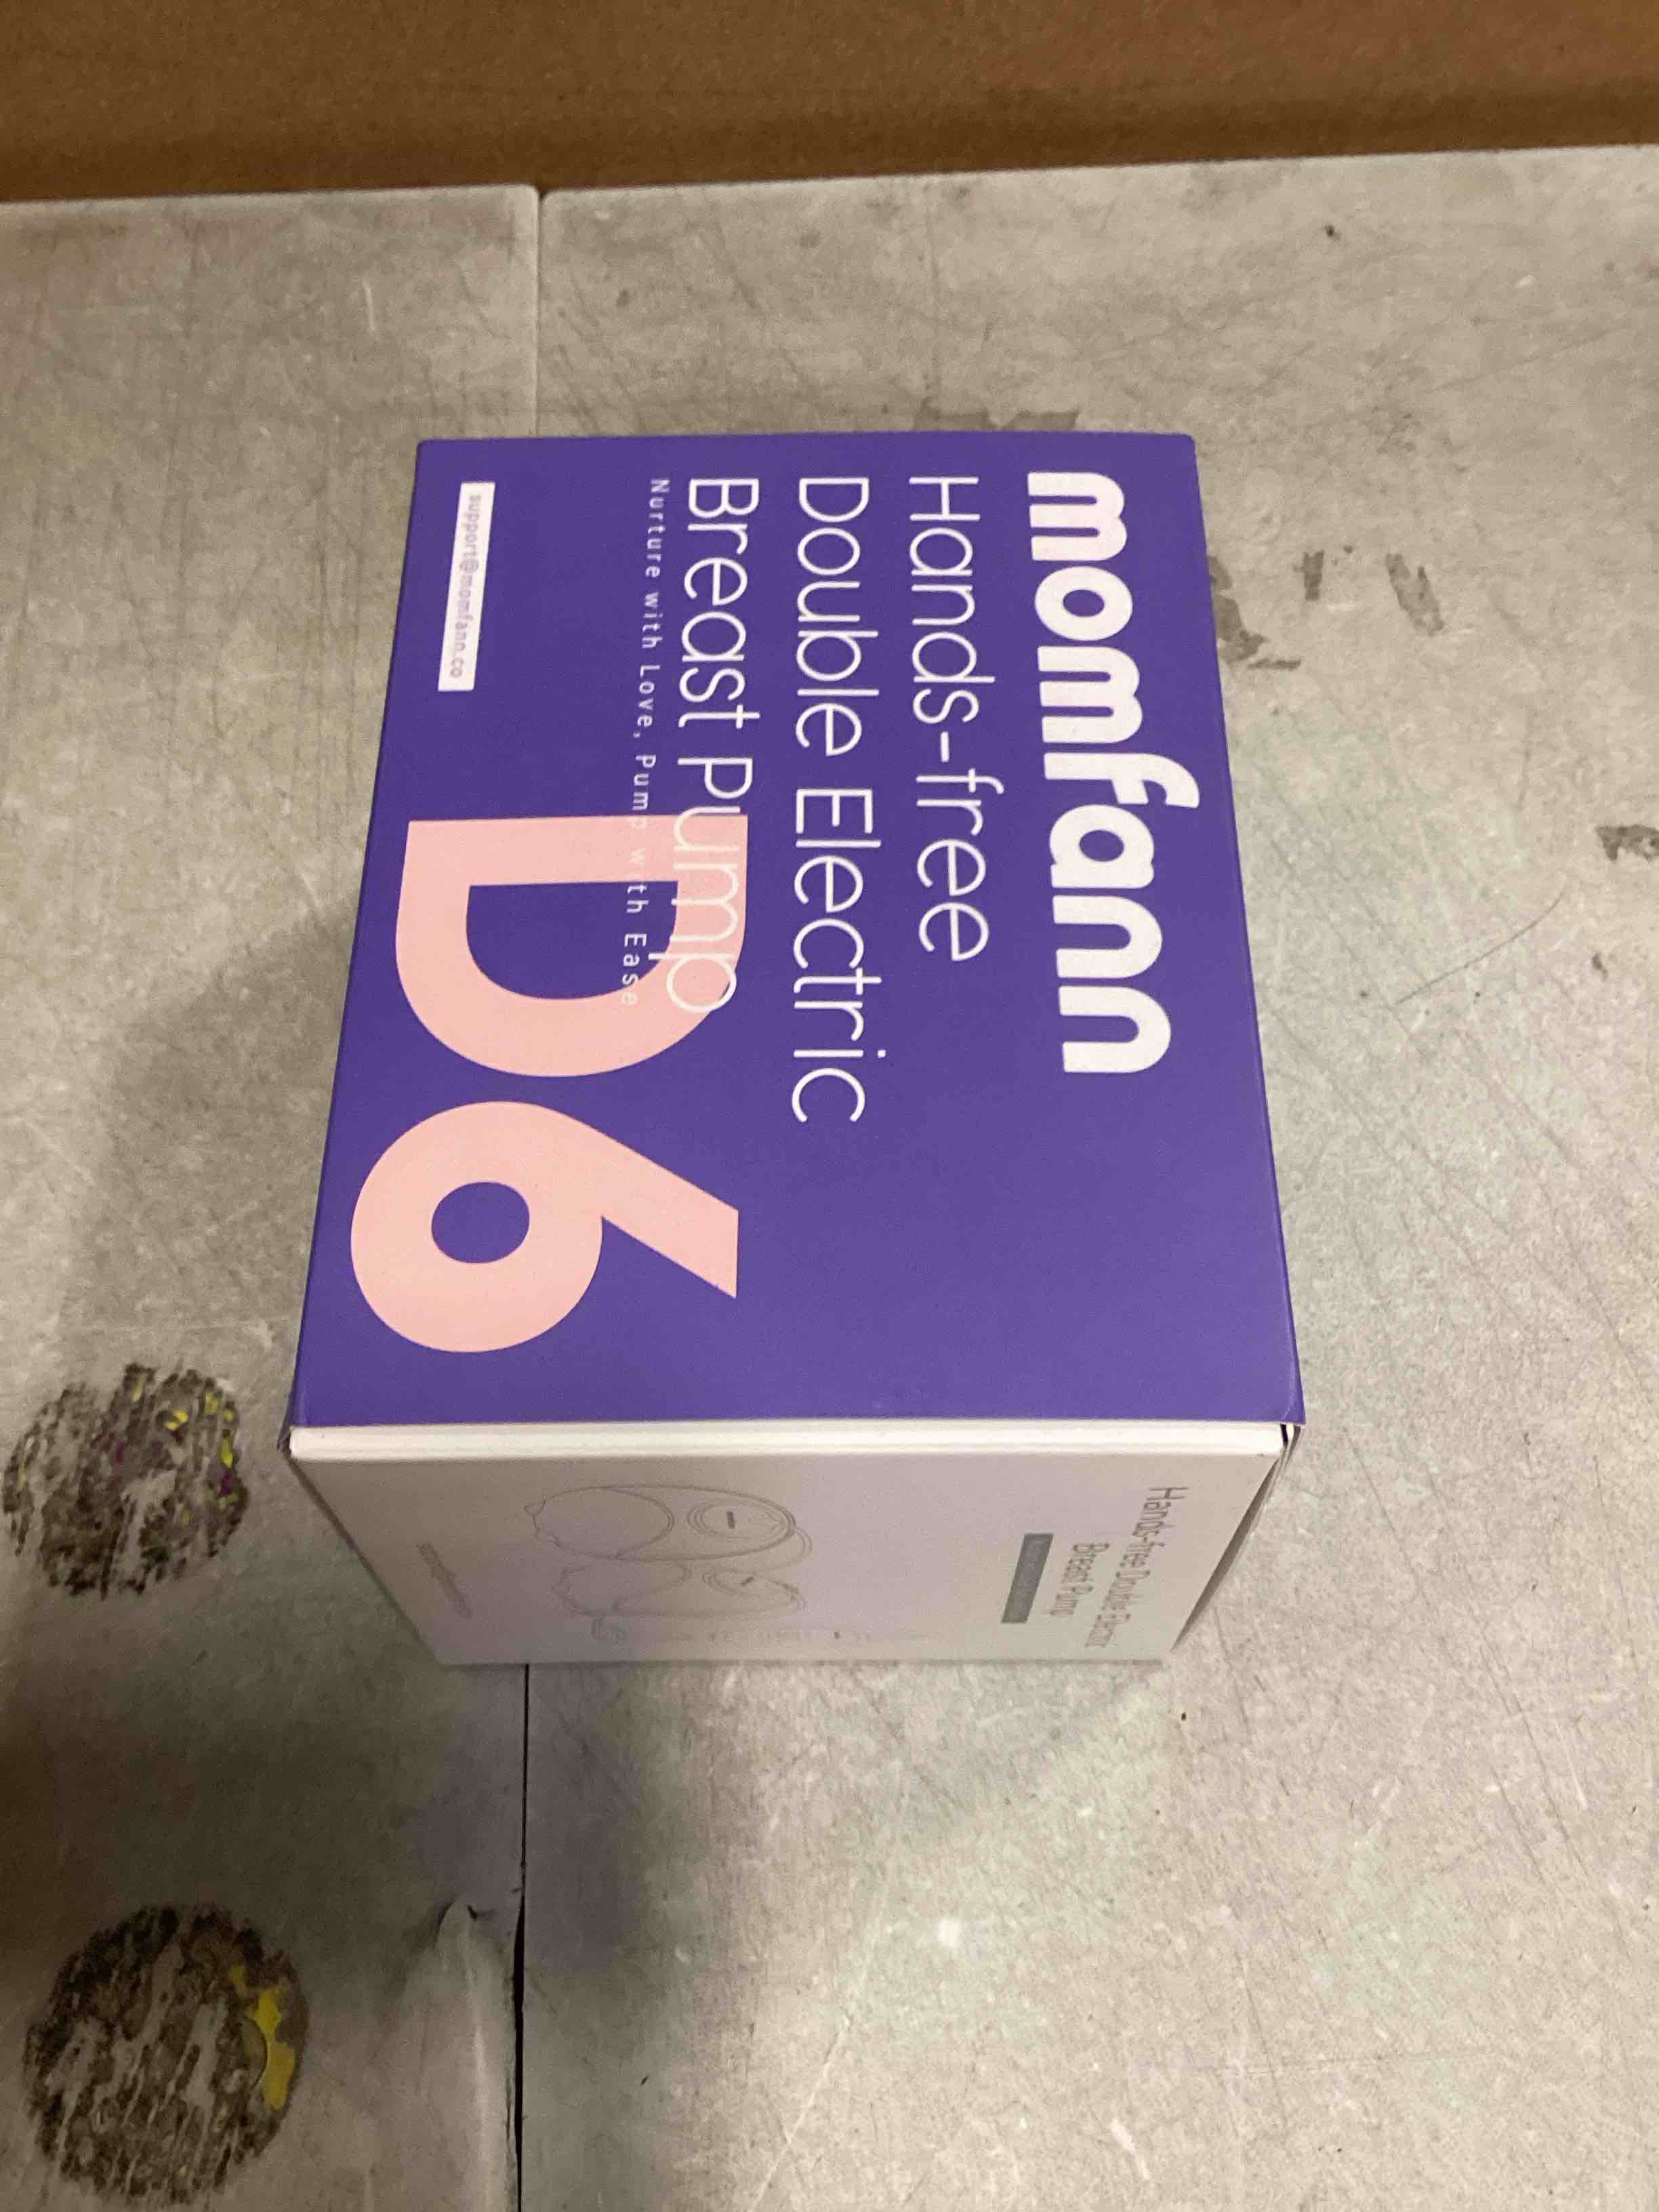 momfann
Hands-free
Double Electric
Breast Pump
Nurture with Love, Pump with Ease
D6
support@momfann.co
Hands-free Double Electric
Breast Pump